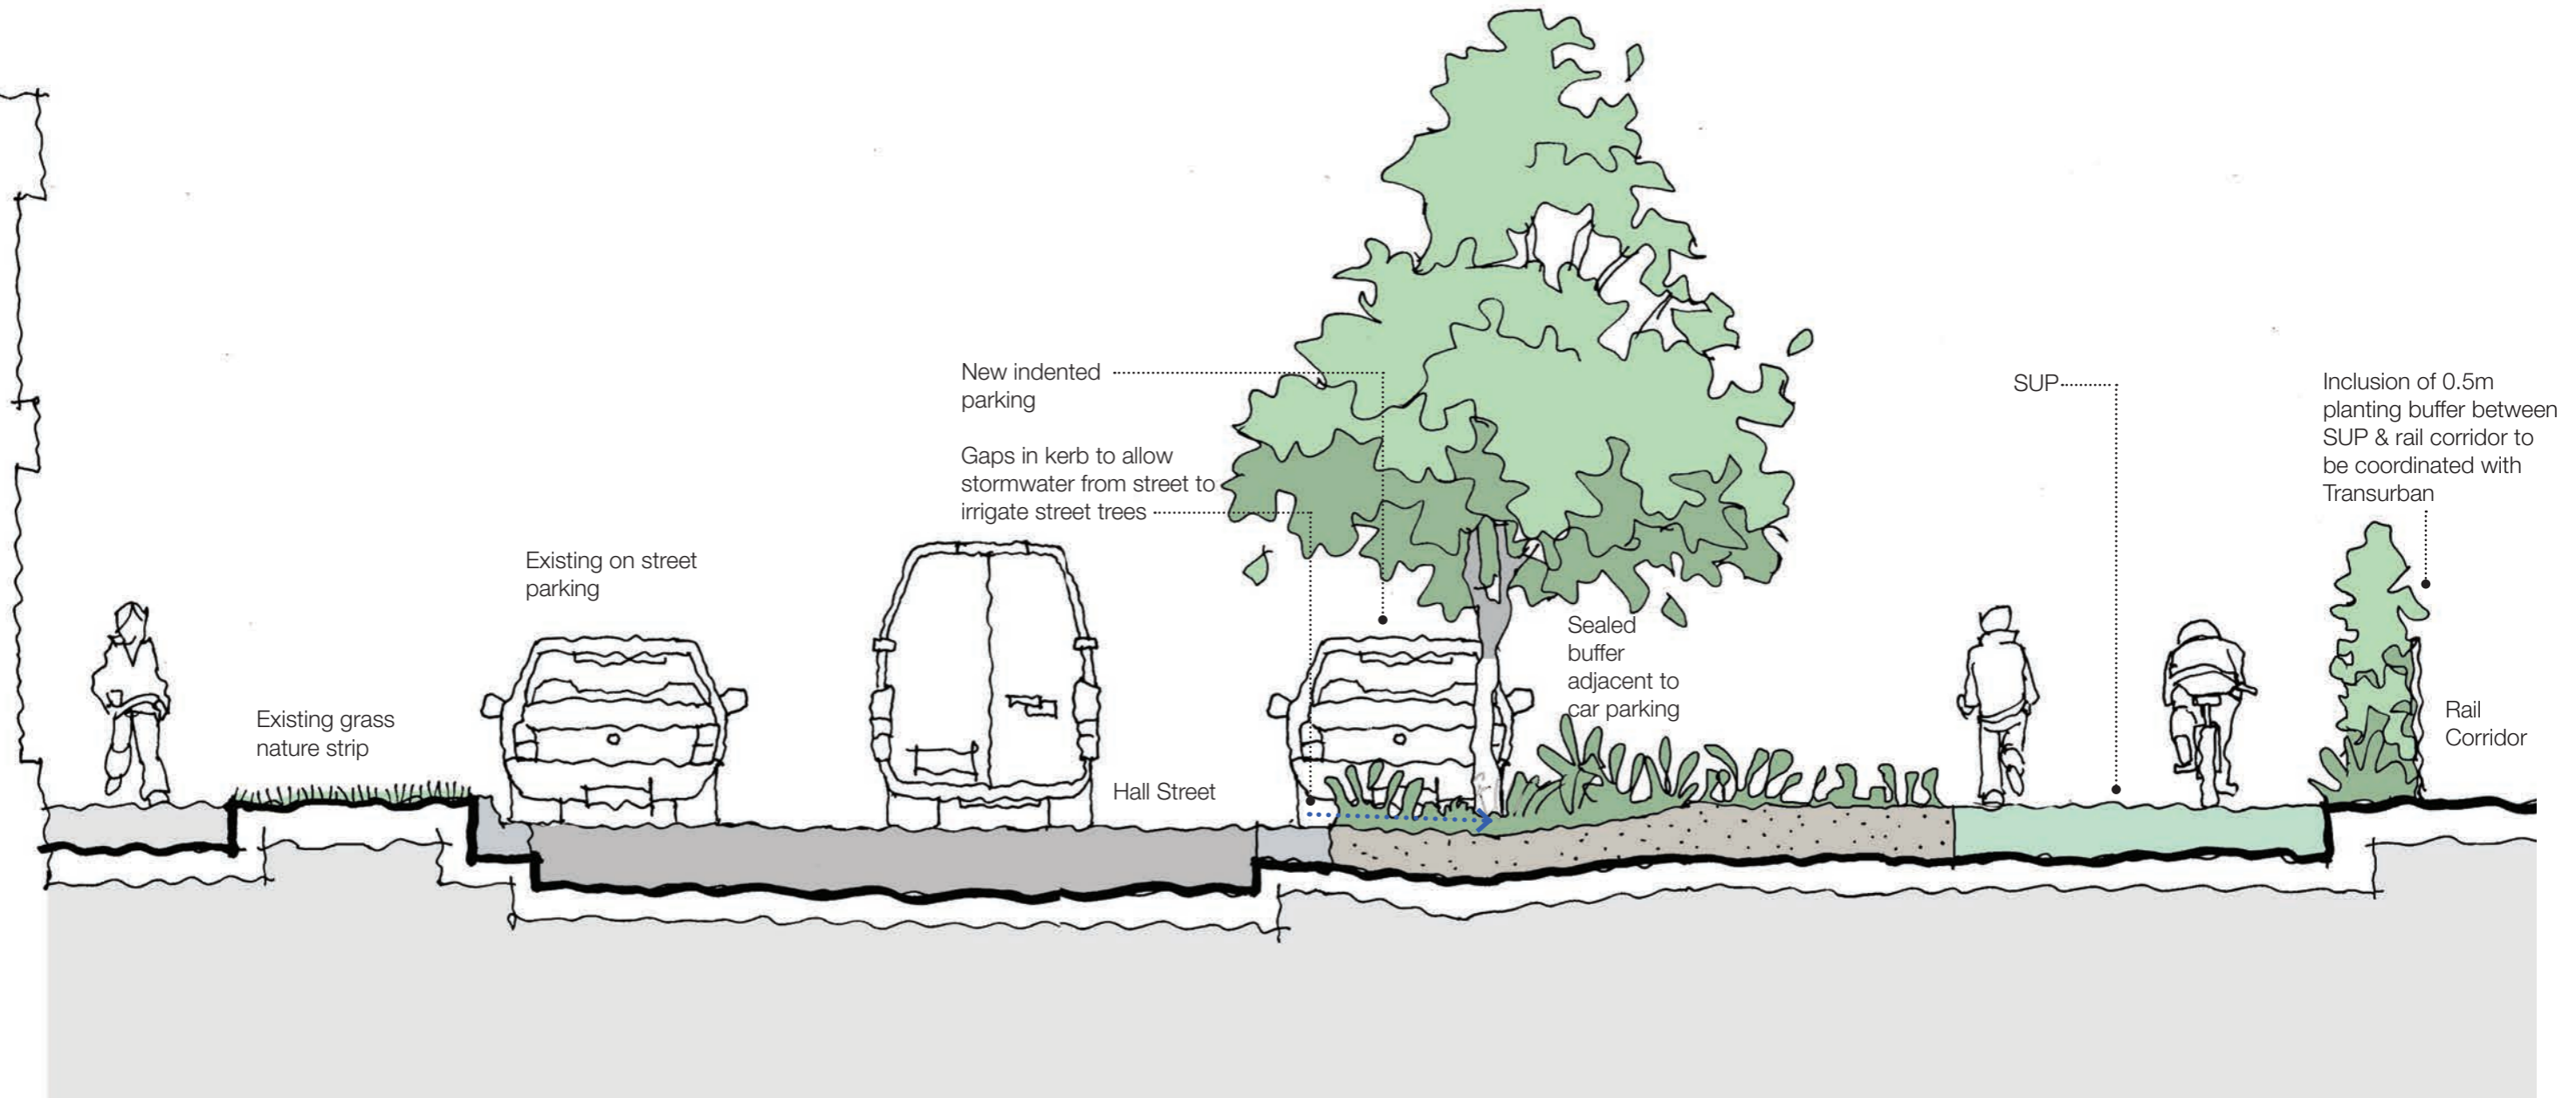 New indented
parking
Gaps in kerb to allow
stormwater from street to
irrigate street trees
SUP
Inclusion of 0.5m
planting buffer between
SUP & rail corridor to
be coordinated with
Transurban
Existing on street
parking
Sealed
buffer
adjacent to
car parking
Existing grass
nature strip
Rail
Corridor
Hall Street